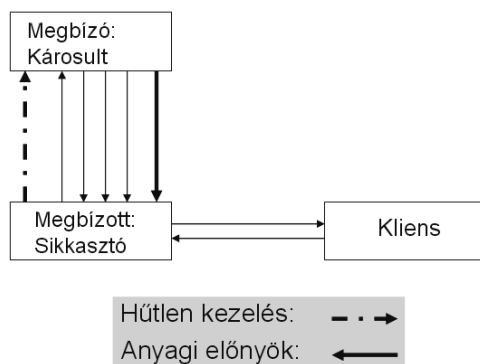 Megbízó:
Károsult
Megbízott:
Sikkasztó
Kliens
Hűtlen kezelés:
Anyagi előnyök: